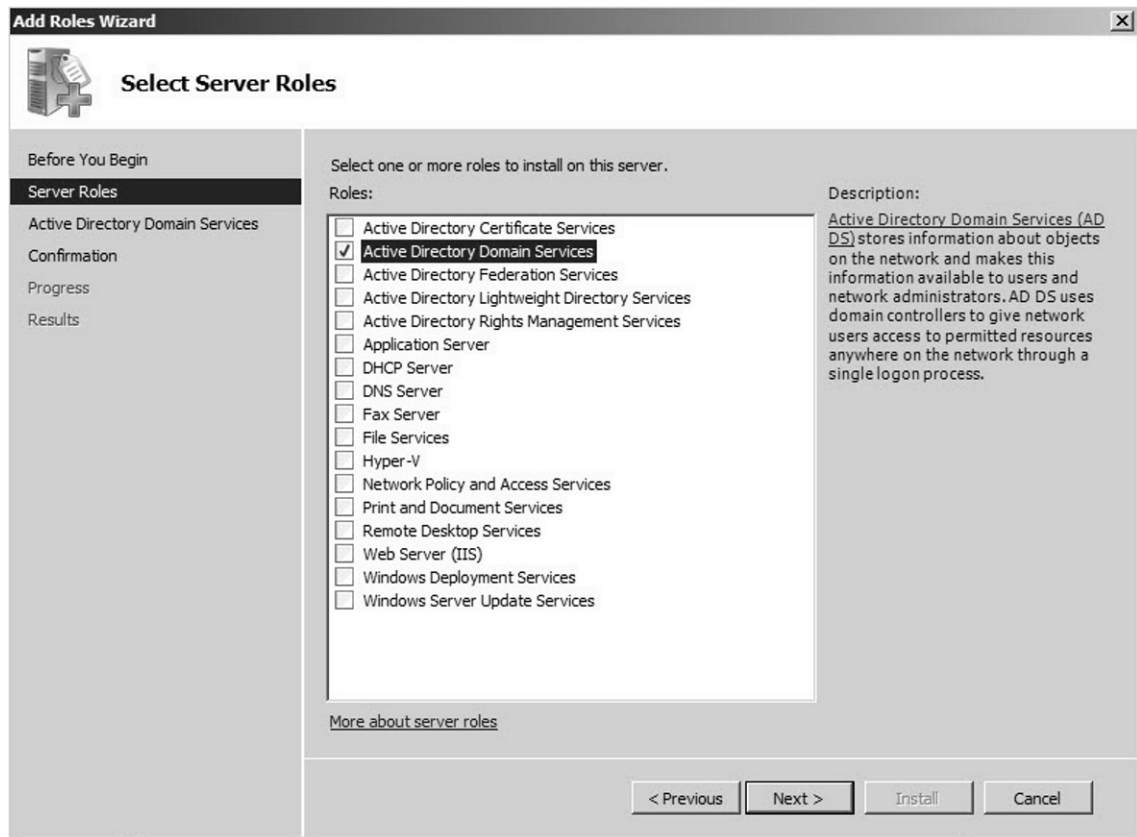 Add Roles Wizard
Select Server Roles
Before You Begin
Server Roles
Active Directory Domain Services
Confirmation
Progress
Results
Select one or more roles to install on this server.
Roles:
Active Directory Certificate Services
Active Directory Domain Services
Active Directory Federation Services
Active Directory Lightweight Directory Services
Active Directory Rights Management Services
Application Server
DHCP Server
DNS Server
Fax Server
File Services
Hyper-V
Network Policy and Access Services
Print and Document Services
Remote Desktop Services
Web Server (IIS)
Windows Deployment Services
Windows Server Update Services
More about server roles
Description:
Active Directory Domain Services (AD
DS) stores information about objects
on the network and makes this
information available to users and
network administrators. AD DS uses
domain controllers to give network
users access to permitted resources
anywhere on the network through a
single logon process.
< Previous
Next >
Install
Cancel